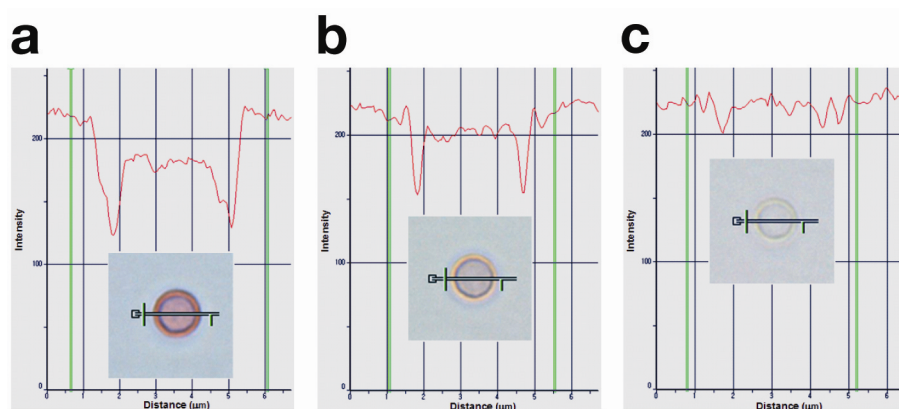 a
b
c
200
100
0
Intensity
0 1 2 3 4 5 6
Distance (µm)
200
100
0
Intensity
0 1 2 3 4 5 6
Distance (µm)
200
100
0
Intensity
0 1 2 3 4 5 6
Distance (µm)